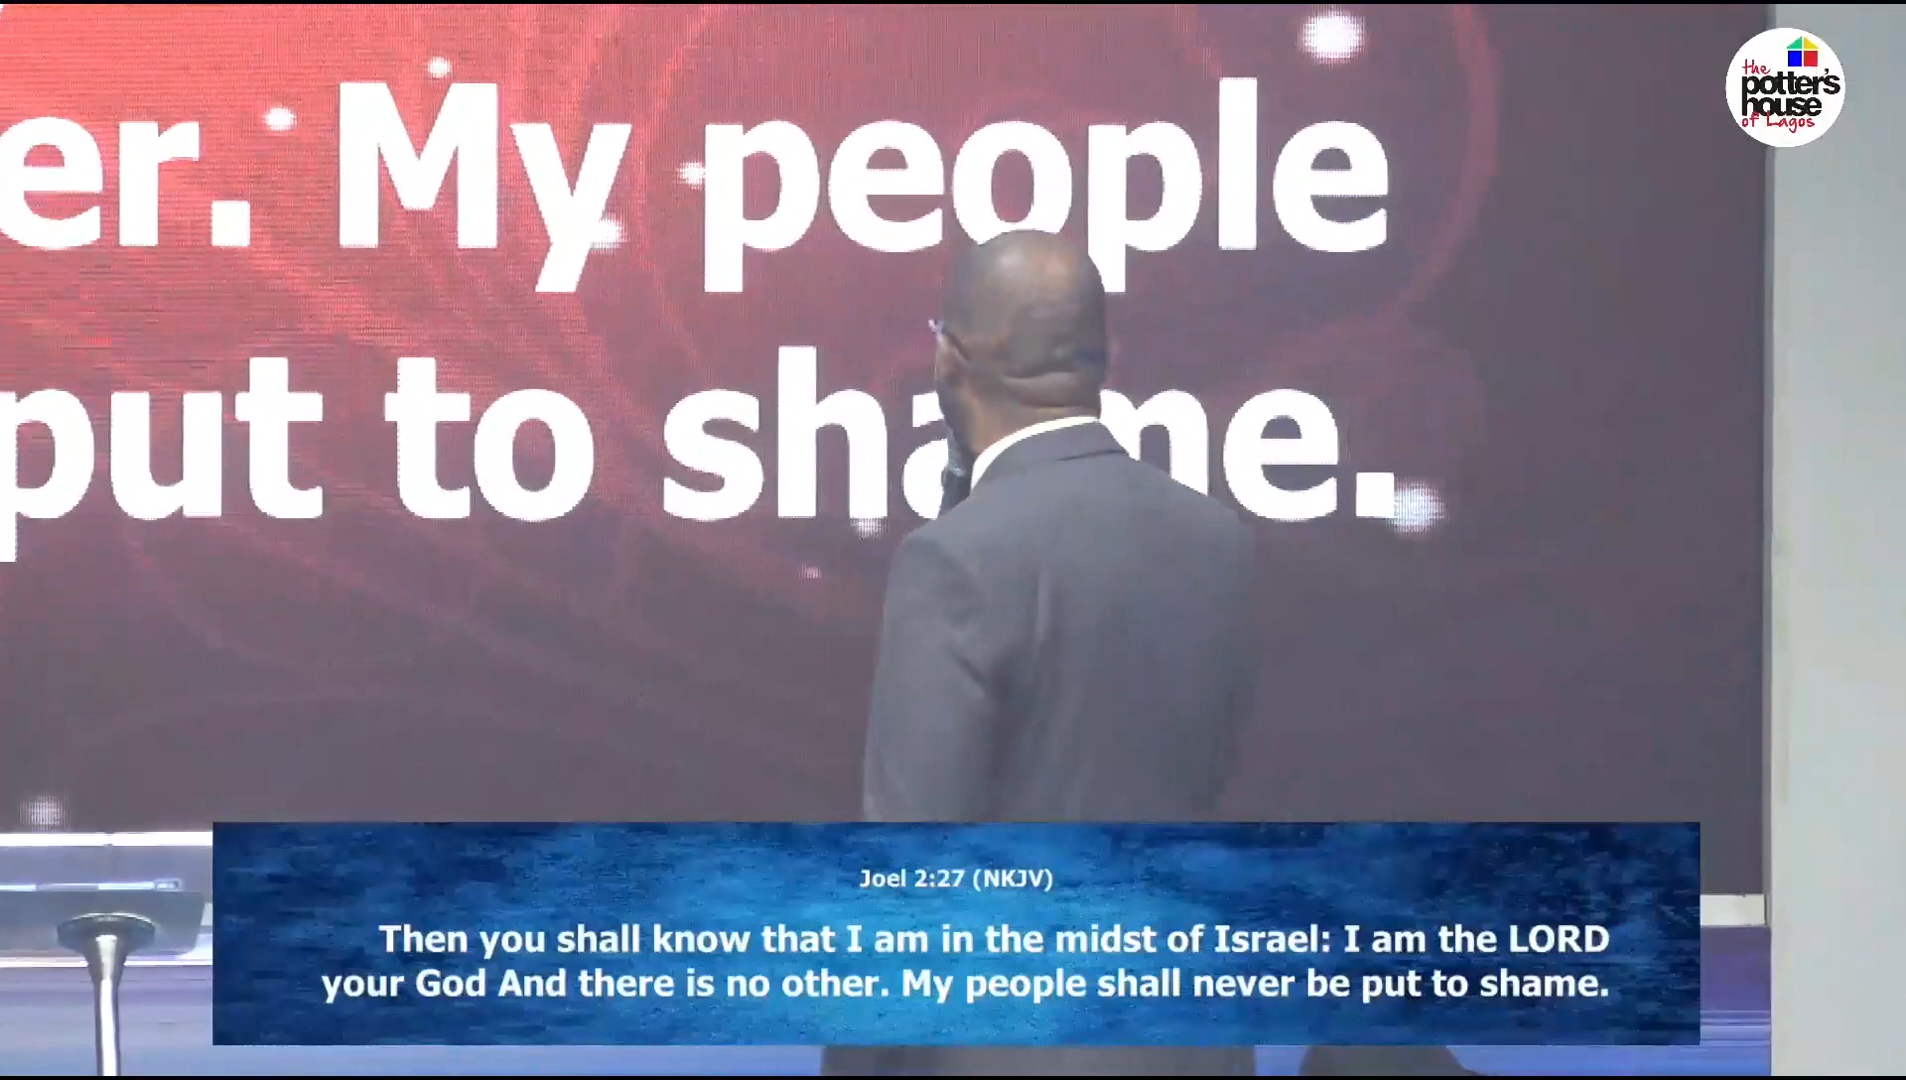 the
potter's
house
of Lagos
er. My people
put to shame.
Joel 2:27 (NKJV)
Then you shall know that I am in the midst of Israel: I am the LORD
your God And there is no other. My people shall never be put to shame.